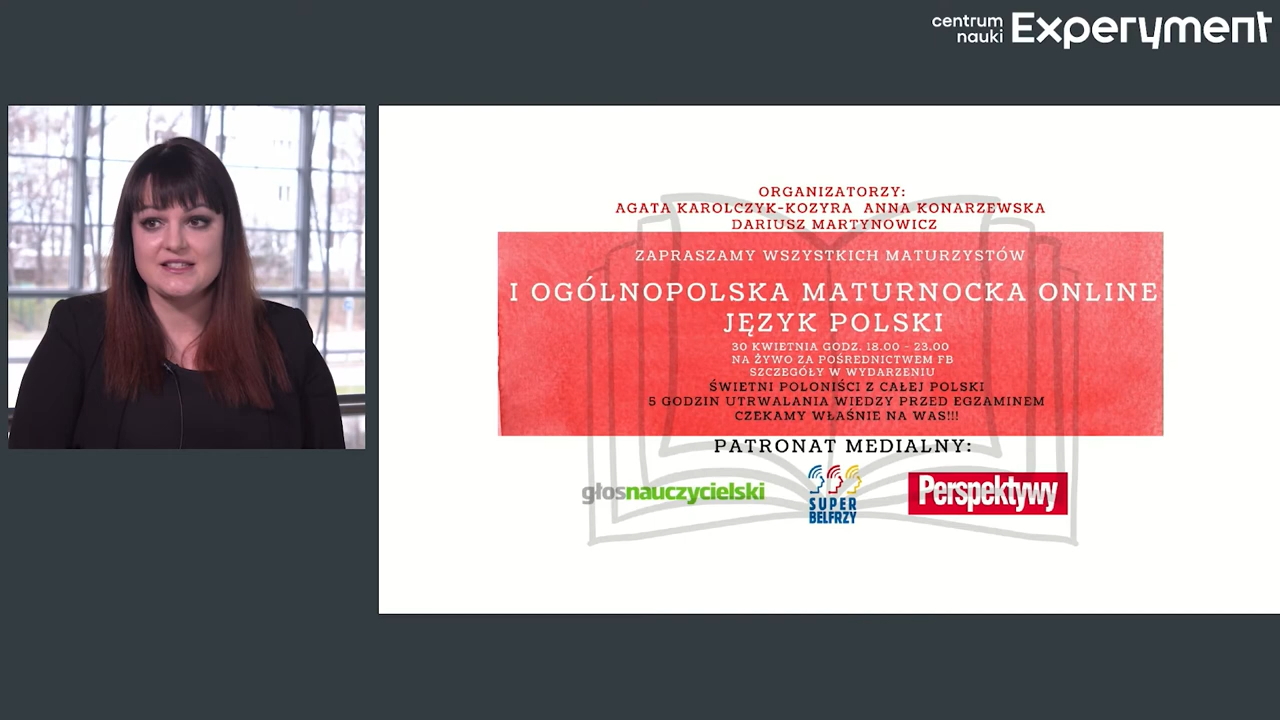 centrum
nauki
Experyment
ORGANIZATORZY:
AGATA KAROLCZYK-KOZYRA ANNA KONARZEWSKA
DARIUSZ MARTYNOWICZ
ZAPRASZAMY WSZYSTKICH MATURZYSTÓW
I OGÓLNOPOLSKA MATURNOCKA ONLINE
JĘZYK POLSKI
30 KWIETNIA GODZ. 18.00 - 23.00
NA ŻYWO ZA POŚREDNICTWEM FB
SZCZEGÓŁY W WYDARZENIU
ŚWIETNI POLONIŚCI Z CAŁEJ POLSKI
5 GODZIN UTRWALANIA WIEDZY PRZED EGZAMINEM
CZEKAMY WŁAŚNIE NA WAS!!!
PATRONAT MEDIALNY:
głosnauczycielski
SUPER
BELFRZY
Perspektywy